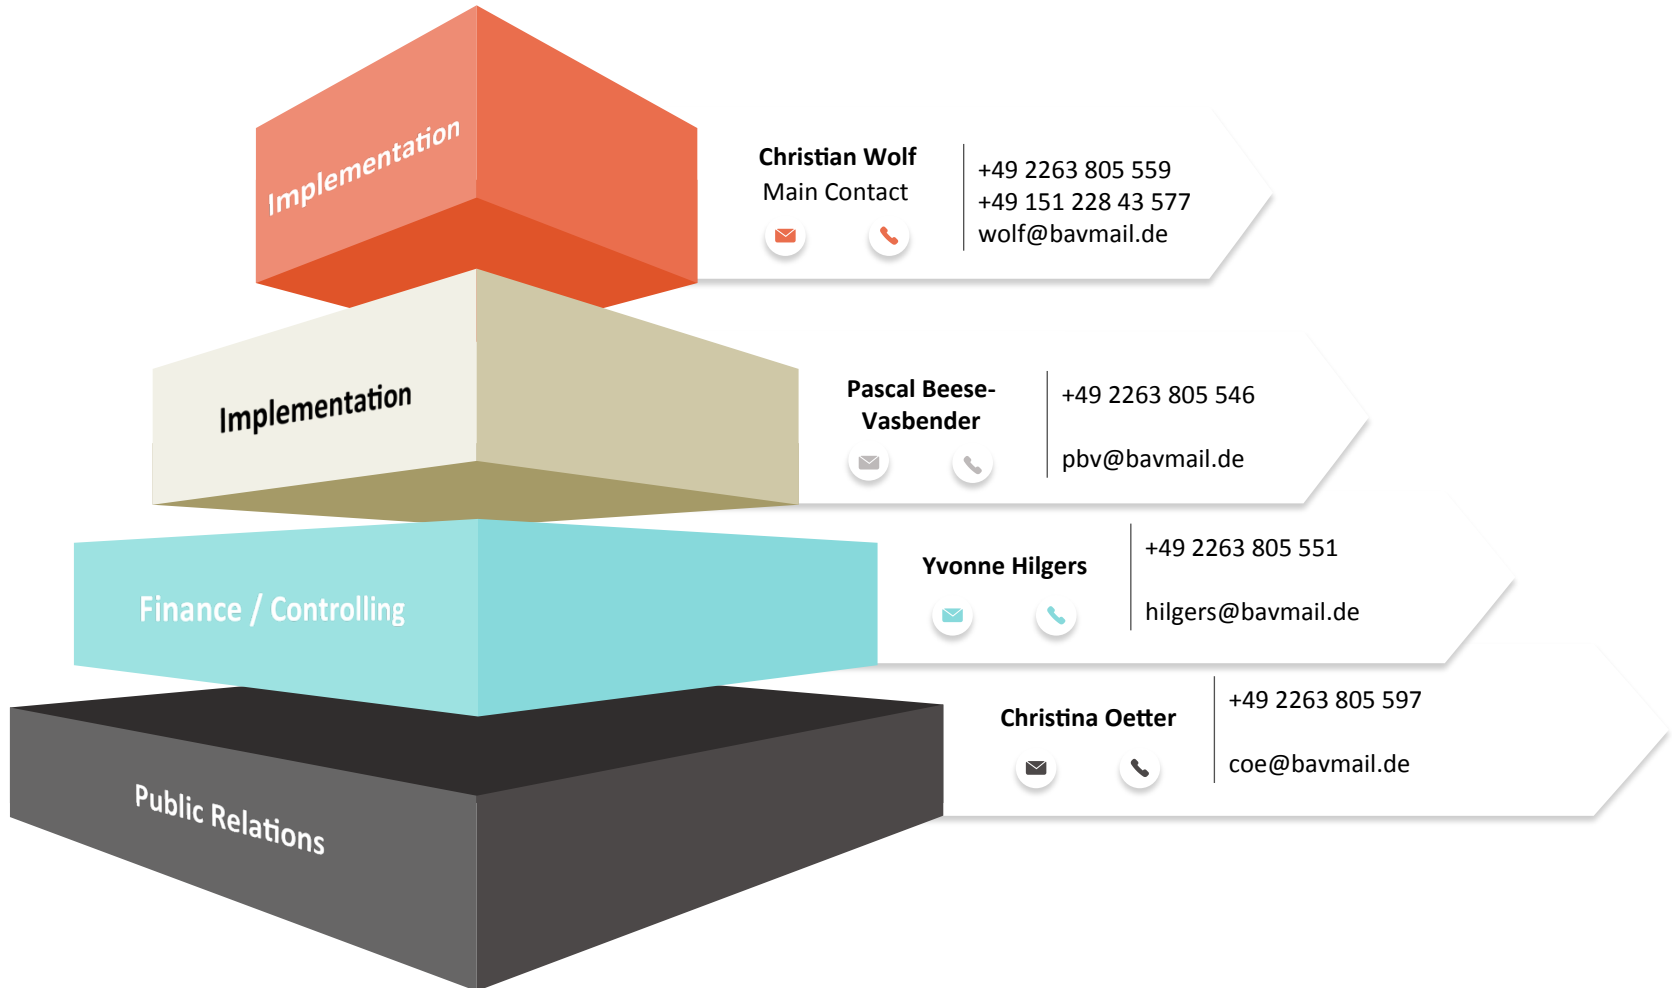 Implementation
Christian Wolf
Main Contact
+49 2263 805 559
+49 151 228 43 577
wolf@bavmail.de
Implementation
Pascal Beese-
Vasbender
+49 2263 805 546
pbv@bavmail.de
Finance / Controlling
Yvonne Hilgers
+49 2263 805 551
hilgers@bavmail.de
Public Relations
Christina Oetter
+49 2263 805 597
coe@bavmail.de